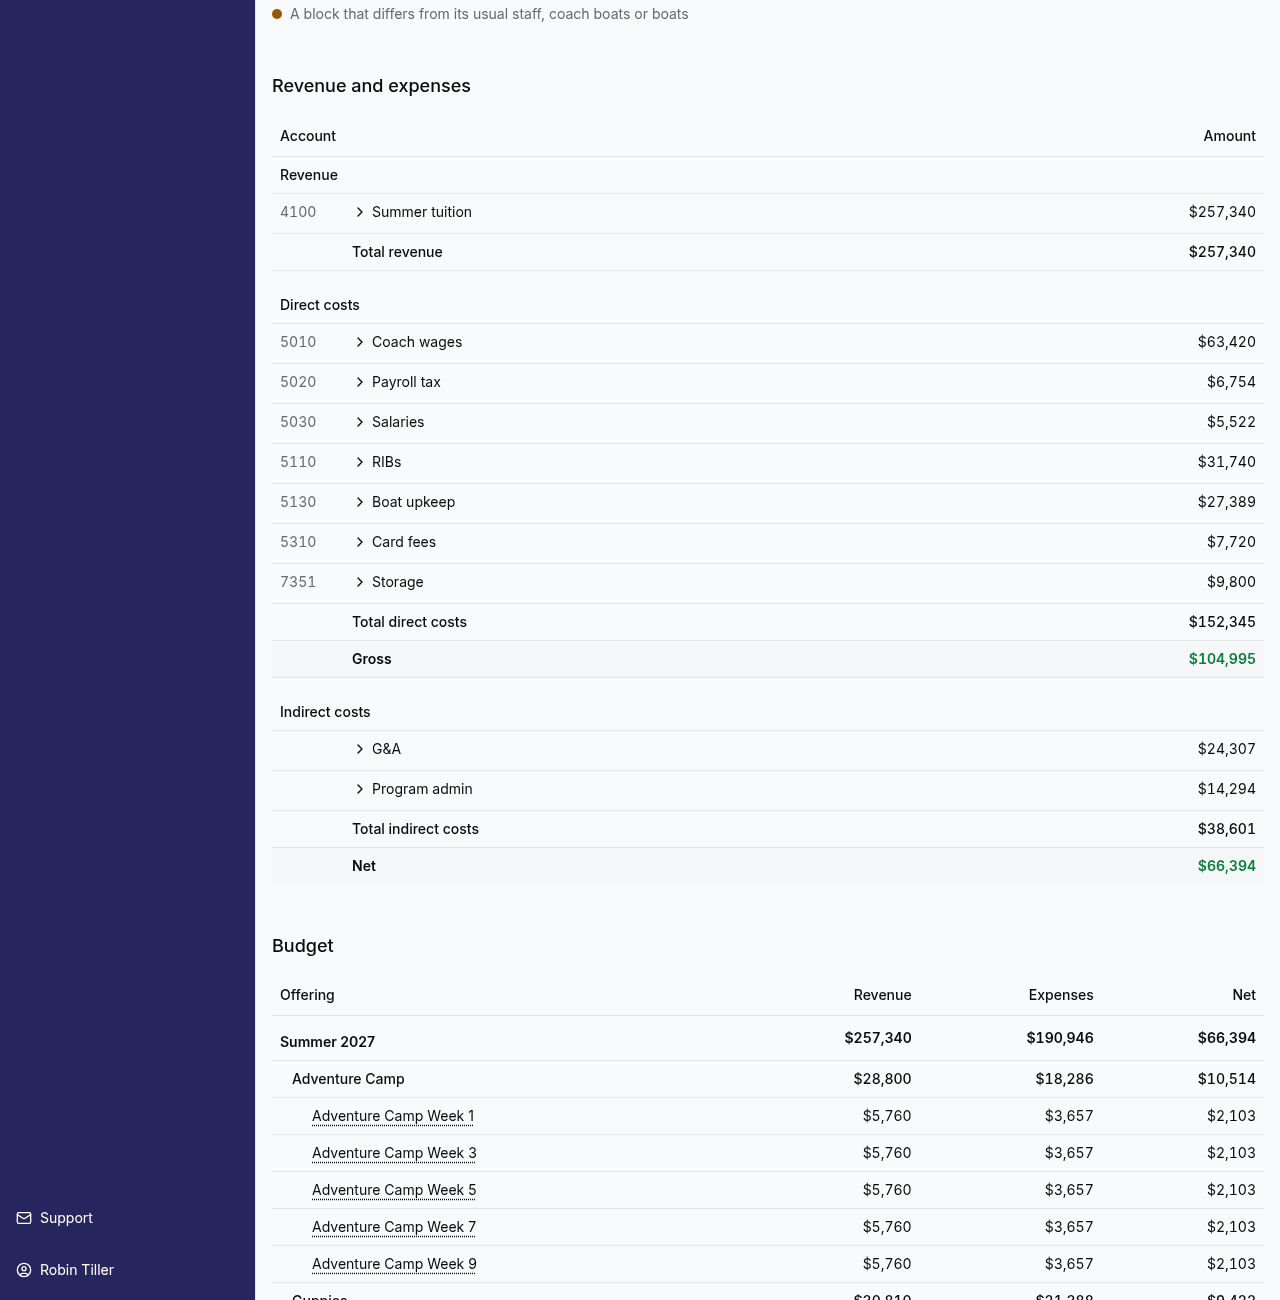 A block that differs from its usual staff, coach boats or boats
Revenue and expenses
Account Amount
Revenue
4100 Summer tuition $257,340
Total revenue $257,340
Direct costs
5010 Coach wages $63,420
5020 Payroll tax $6,754
5030 Salaries $5,522
5110 RIBs $31,740
5130 Boat upkeep $27,389
5310 Card fees $7,720
7351 Storage $9,800
Total direct costs $152,345
Gross $104,995
Indirect costs
G&A $24,307
Program admin $14,294
Total indirect costs $38,601
Net $66,394
Budget
Offering Revenue Expenses Net
Summer 2027 $257,340 $190,946 $66,394
Adventure Camp $28,800 $18,286 $10,514
Adventure Camp Week 1 $5,760 $3,657 $2,103
Adventure Camp Week 3 $5,760 $3,657 $2,103
Adventure Camp Week 5 $5,760 $3,657 $2,103
Adventure Camp Week 7 $5,760 $3,657 $2,103
Adventure Camp Week 9 $5,760 $3,657 $2,103
Support
Robin Tiller